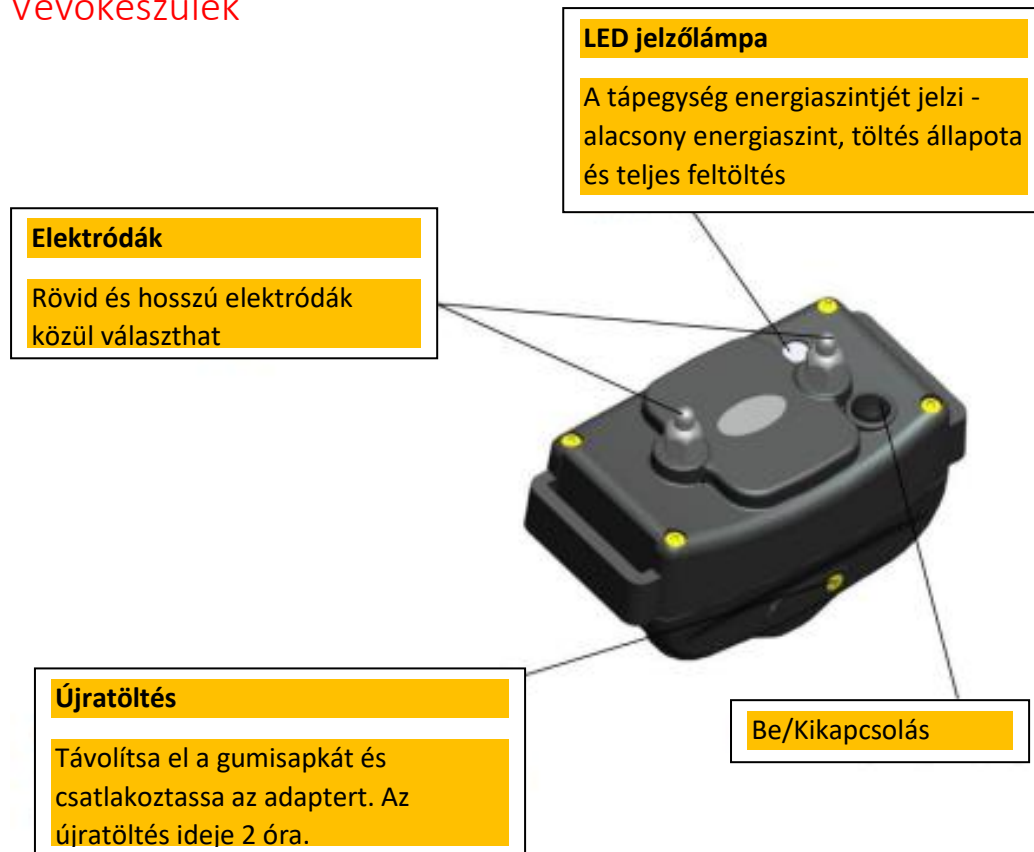 Vevőkészülék
LED jelzőlámpa
A tápegység energiaszintjét jelzi -
alacsony energiaszint, töltés állapota
és teljes feltöltés
Elektródák
Rövid és hosszú elektródák
közül választhat
Újratöltés
Távolítsa el a gumisapkát és
csatlakoztassa az adaptert. Az
újratöltés ideje 2 óra.
Be/Kikapcsolás